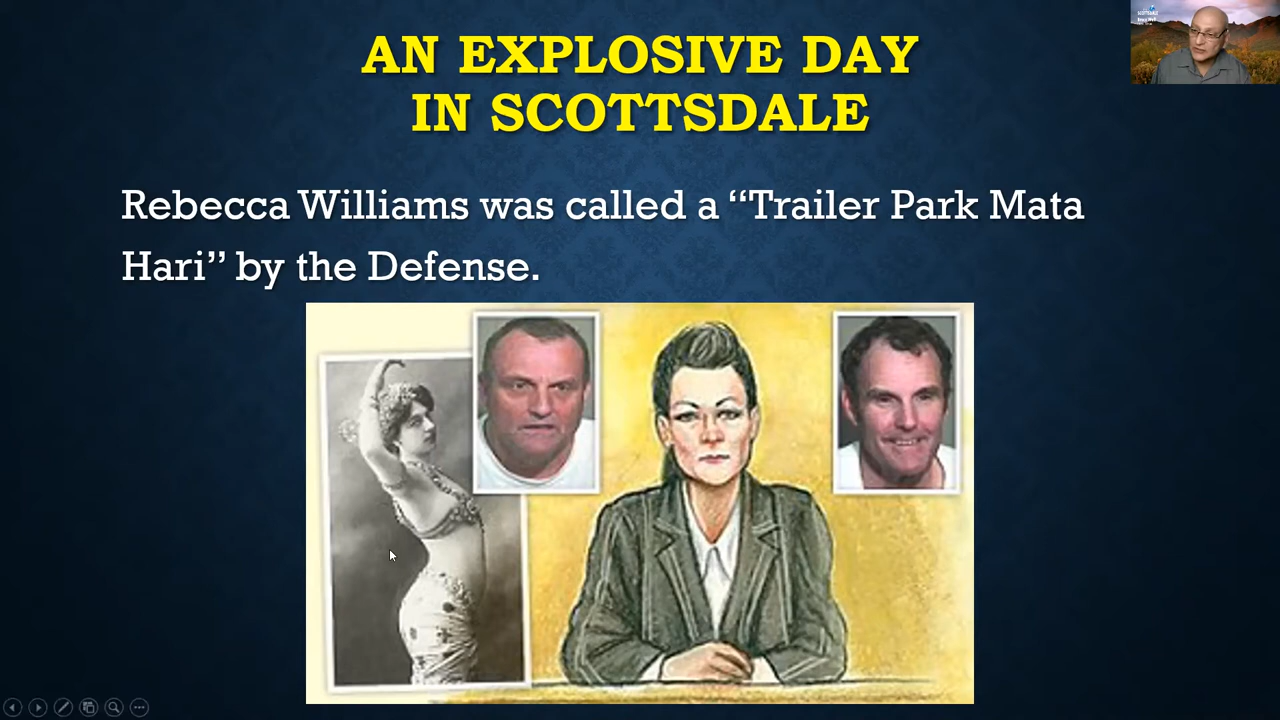 AN EXPLOSIVE DAY
IN SCOTTSDALE
Rebecca Williams was called a “Trailer Park Mata
Hari” by the Defense.